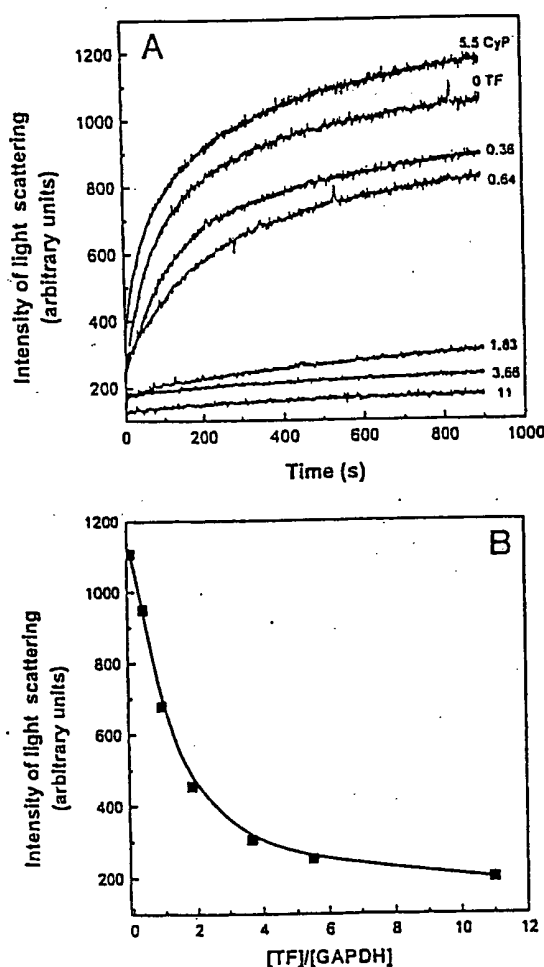 A
1200
1000
800
600
400
200
5.5 CyP
0 TF
0.36
0.64
1.83
3.66
11
0 200 400 600 800 1000
Time (s)
Intensity of light scattering
(arbitrary units)
B
1200
1000
800
600
400
200
0 2 4 6 8 10 12
[TF]/[GAPDH]
Intensity of light scattering
(arbitrary units)